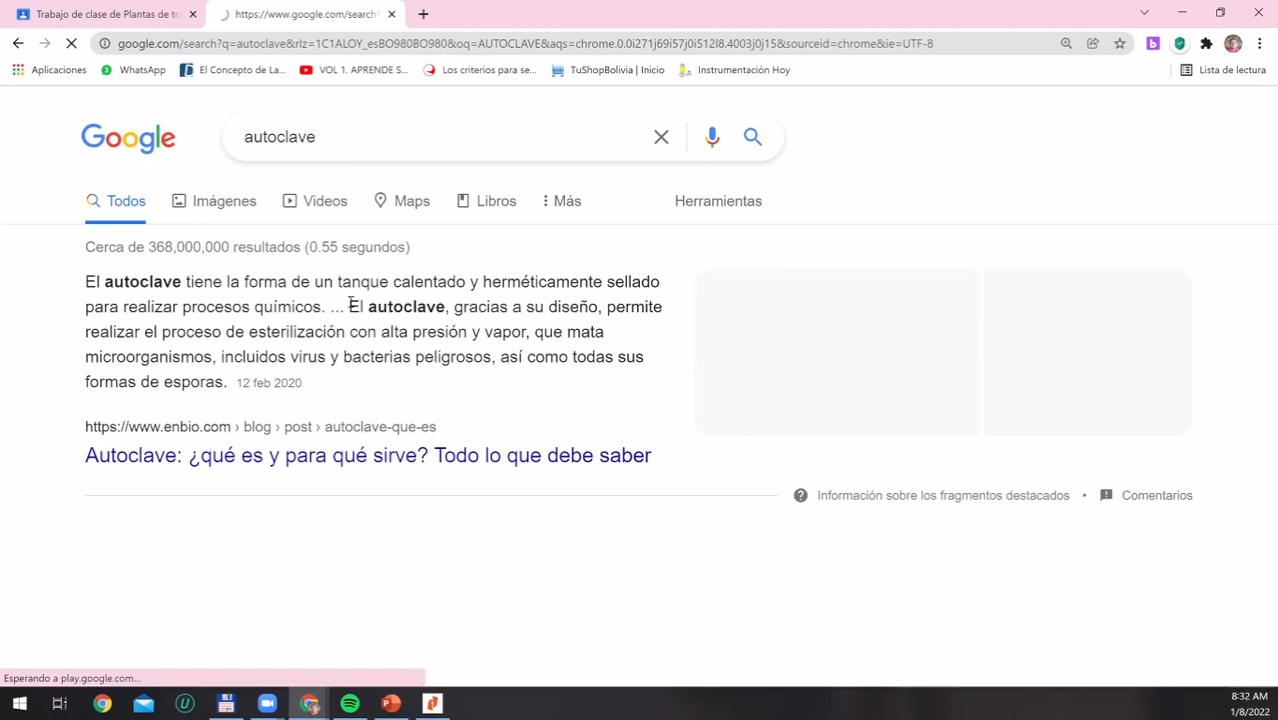 Trabajo de clase de Plantas de tra
https://www.google.com/search?
google.com/search?q=autoclave&rlz=1C1ALOY_esBO980BO980&oq=AUTOCLAVE&aqs=chrome.0.0i271j69i57j0i512l8.4003j0j15&sourceid=chrome&ie=UTF-8
Aplicaciones
WhatsApp
El Concepto de La...
VOL 1. APRENDE S...
Los criterios para se...
TuShopBolivia | Inicio
Instrumentación Hoy
Lista de lectura
Google
autoclave
Todos
Imágenes
Videos
Maps
Libros
Más
Herramientas
Cerca de 368,000,000 resultados (0.55 segundos)
El autoclave tiene la forma de un tanque calentado y herméticamente sellado
para realizar procesos químicos. ... El autoclave, gracias a su diseño, permite
realizar el proceso de esterilización con alta presión y vapor, que mata
microorganismos, incluidos virus y bacterias peligrosos, así como todas sus
formas de esporas. 12 feb 2020
https://www.enbio.com › blog › post › autoclave-que-es
Autoclave: ¿qué es y para qué sirve? Todo lo que debe saber
Información sobre los fragmentos destacados • Comentarios
Esperando a play.google.com...
8:32 AM
1/8/2022